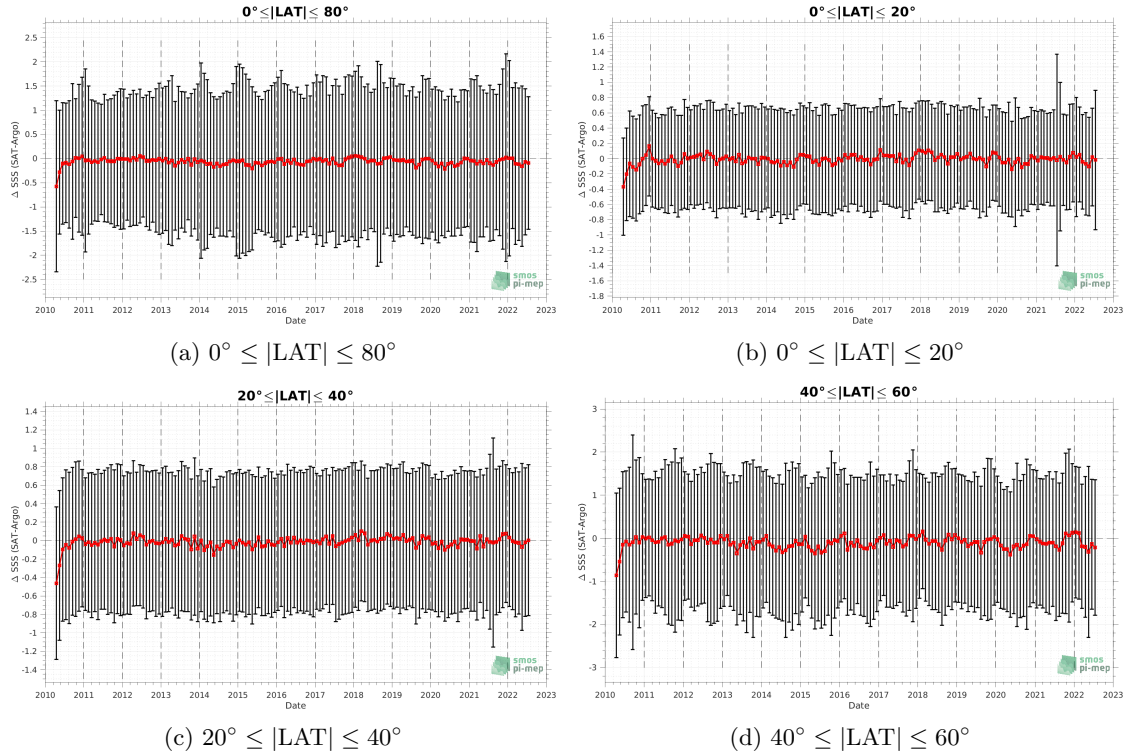 0°≤|LAT|≤ 80°
Δ SSS (SAT-Argo)
2.5
2
1.5
1
0.5
0
-0.5
-1
-1.5
-2
-2.5
smos
pi-mep
2010 2011 2012 2013 2014 2015 2016 2017 2018 2019 2020 2021 2022 2023
Date
(a) 0° ≤ |LAT| ≤ 80°
0°≤|LAT|≤ 20°
Δ SSS (SAT-Argo)
1.6
1.4
1.2
1
0.8
0.6
0.4
0.2
0
-0.2
-0.4
-0.6
-0.8
-1
-1.2
-1.4
-1.6
-1.8
smos
pi-mep
2010 2011 2012 2013 2014 2015 2016 2017 2018 2019 2020 2021 2022 2023
Date
(b) 0° ≤ |LAT| ≤ 20°
20°≤|LAT|≤ 40°
Δ SSS (SAT-Argo)
1.4
1.2
1
0.8
0.6
0.4
0.2
0
-0.2
-0.4
-0.6
-0.8
-1
-1.2
-1.4
smos
pi-mep
2010 2011 2012 2013 2014 2015 2016 2017 2018 2019 2020 2021 2022 2023
Date
(c) 20° ≤ |LAT| ≤ 40°
40°≤|LAT|≤ 60°
Δ SSS (SAT-Argo)
3
2
1
0
-1
-2
-3
smos
pi-mep
2010 2011 2012 2013 2014 2015 2016 2017 2018 2019 2020 2021 2022 2023
Date
(d) 40° ≤ |LAT| ≤ 60°